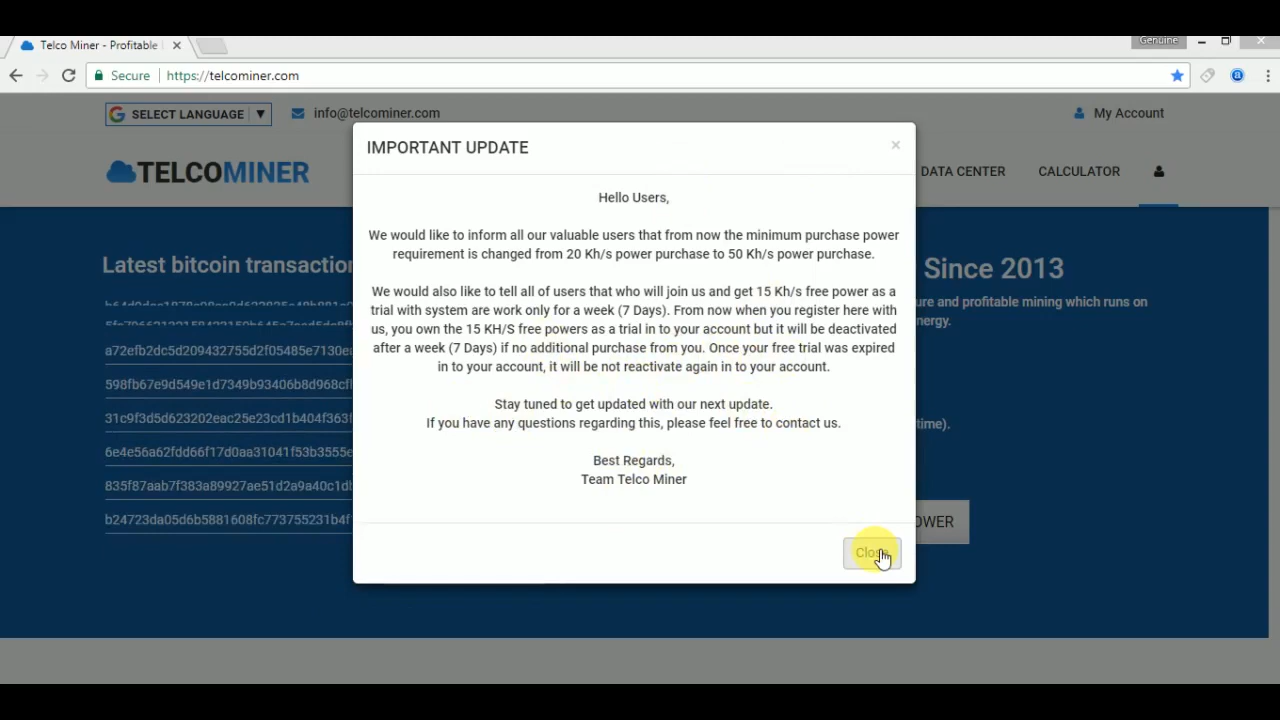 Telco Miner - Profitable
Genuine
Secure
https://telcominer.com
SELECT LANGUAGE ▼
info@telcominer.com
My Account
TELCOMINER
DATA CENTER
CALCULATOR
IMPORTANT UPDATE
×
Hello Users,
We would like to inform all our valuable users that from now the minimum purchase power
requirement is changed from 20 Kh/s power purchase to 50 Kh/s power purchase.
We would also like to tell all of users that who will join us and get 15 Kh/s free power as a
trial with system are work only for a week (7 Days). From now when you register here with
us, you own the 15 KH/S free powers as a trial in to your account but it will be deactivated
after a week (7 Days) if no additional purchase from you. Once your free trial was expired
in to your account, it will be not reactivate again in to your account.
Stay tuned to get updated with our next update.
If you have any questions regarding this, please feel free to contact us.
Best Regards,
Team Telco Miner
Close
Latest bitcoin transaction
a72efb2dc5d209432755d2f05485e7130ea
598fb67e9d549e1d7349b93406b8d968cf
31c9f3d5d623202eac25e23cd1b404f363f
6e4e56a62fdd66f17d0aa31041f53b3555e
835f87aab7f383a89927ae51d2a9a40c1d
b24723da05d6b5881608fc773755231b4f
Since 2013
ure and profitable mining which runs on
nergy.
time).
OWER